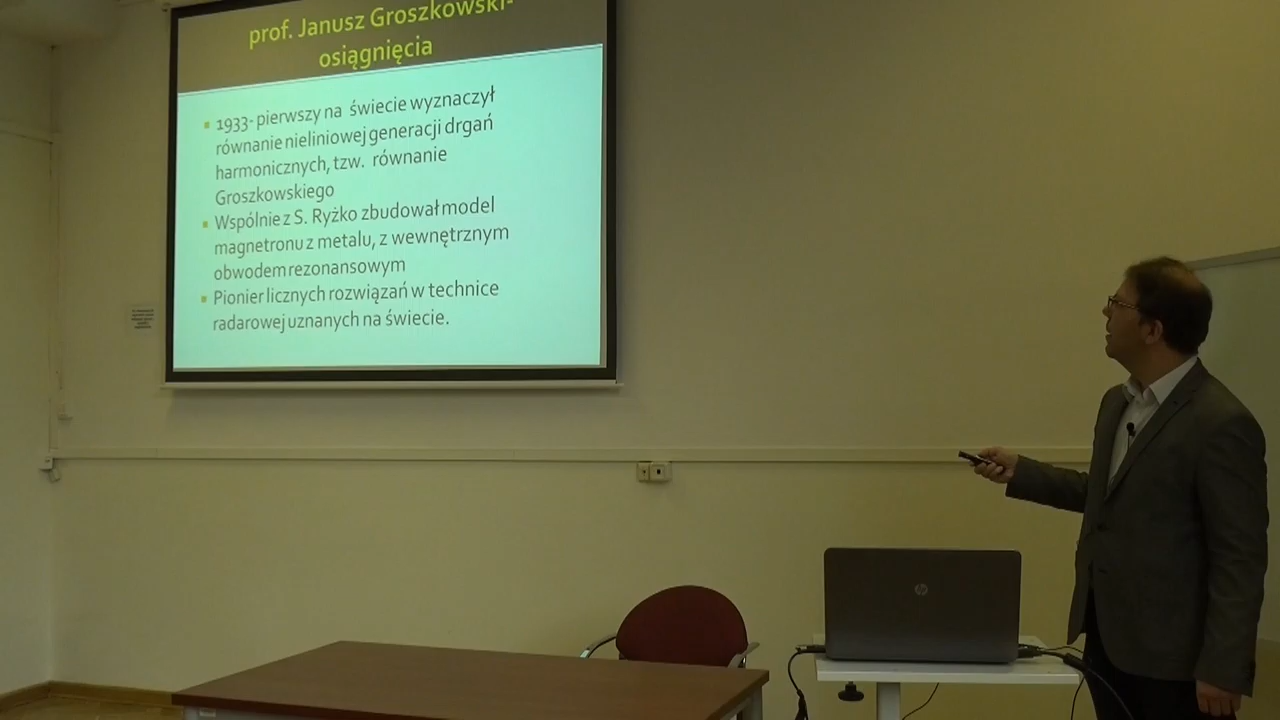 prof. Janusz Groszkowski-
osiągnięcia
1933- pierwszy na świecie wyznaczył
równanie nieliniowej generacji drgań
harmonicznych, tzw. równanie
Groszkowskiego
Wspólnie z S. Ryżko zbudował model
magnetronu z metalu, z wewnętrznym
obwodem rezonansowym
Pionier licznych rozwiązań w technice
radarowej uznanych na świecie.
hp